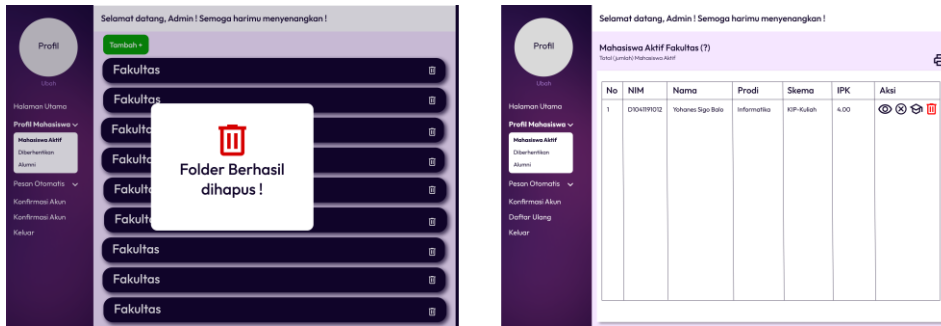 Selamat datang, Admin ! Semoga harimu menyenangkan !
Profil
Ubah
Halaman Utama
Profil Mahasiswa
Mahasiswa Aktif
Diberhentikan
Alumni
Pesan Otomatis
Konfirmasi Akun
Konfirmasi Akun
Keluar
Tambah +
Fakultas
Fakultas
Fakulta
Fakult
Fakult
Fakult
Fakultas
Fakultas
Fakultas
Folder Berhasil
dihapus !
Selamat datang, Admin ! Semoga harimu menyenangkan !
Profil
Ubah
Halaman Utama
Profil Mahasiswa
Mahasiswa Aktif
Diberhentikan
Alumni
Pesan Otomatis
Konfirmasi Akun
Daftar Ulang
Keluar
Mahasiswa Aktif Fakultas (?)
Total (jumlah) Mahasiswa Aktif
No NIM Nama Prodi Skema IPK Aksi
1 D1041191012 Yohanes Sigo Balo Informatika KIP-Kuliah 4.00